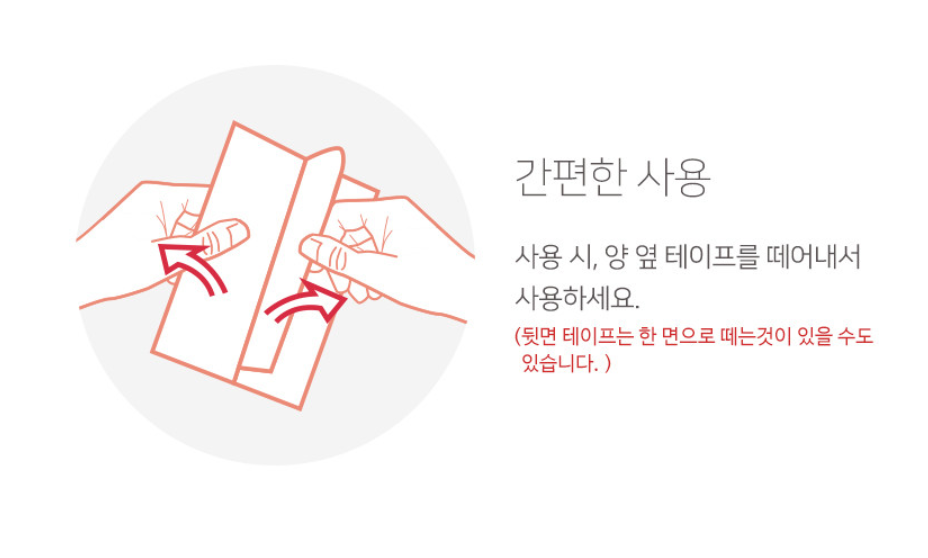 간편한 사용
사용 시, 양 옆 테이프를 떼어내서
사용하세요.
(뒷면 테이프는 한 면으로 떼는것이 있을 수도
있습니다. )